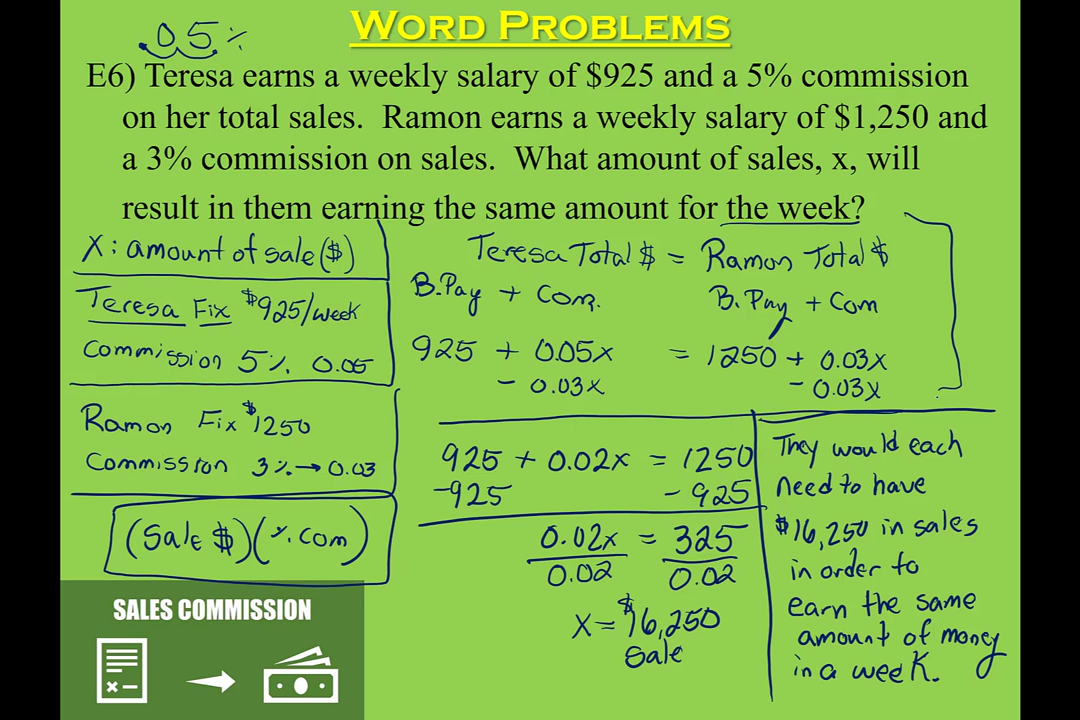 WORD PROBLEMS
.05%
E6) Teresa earns a weekly salary of $925 and a 5% commission
on her total sales. Ramon earns a weekly salary of $1,250 and
a 3% commission on sales. What amount of sales, x, will
result in them earning the same amount for the week?
X: amount of sale ($)
Teresa Fix $925/week
Commission 5% 0.05
Ramon Fix $1250
Commission 3% → 0.03
(Sale $)(% com)
SALES COMMISSION
Teresa Total $ = Ramon Total $
B.Pay + Com. B. Pay + Com
925 + 0.05x = 1250 + 0.03x
- 0.03x - 0.03x
925 + 0.02x = 1250
-925 - 925
0.02x = 325
0.02 0.02
x = $16,250
Sale
They would each
need to have
$16,250 in sales
in order to
earn the same
amount of money
in a week.